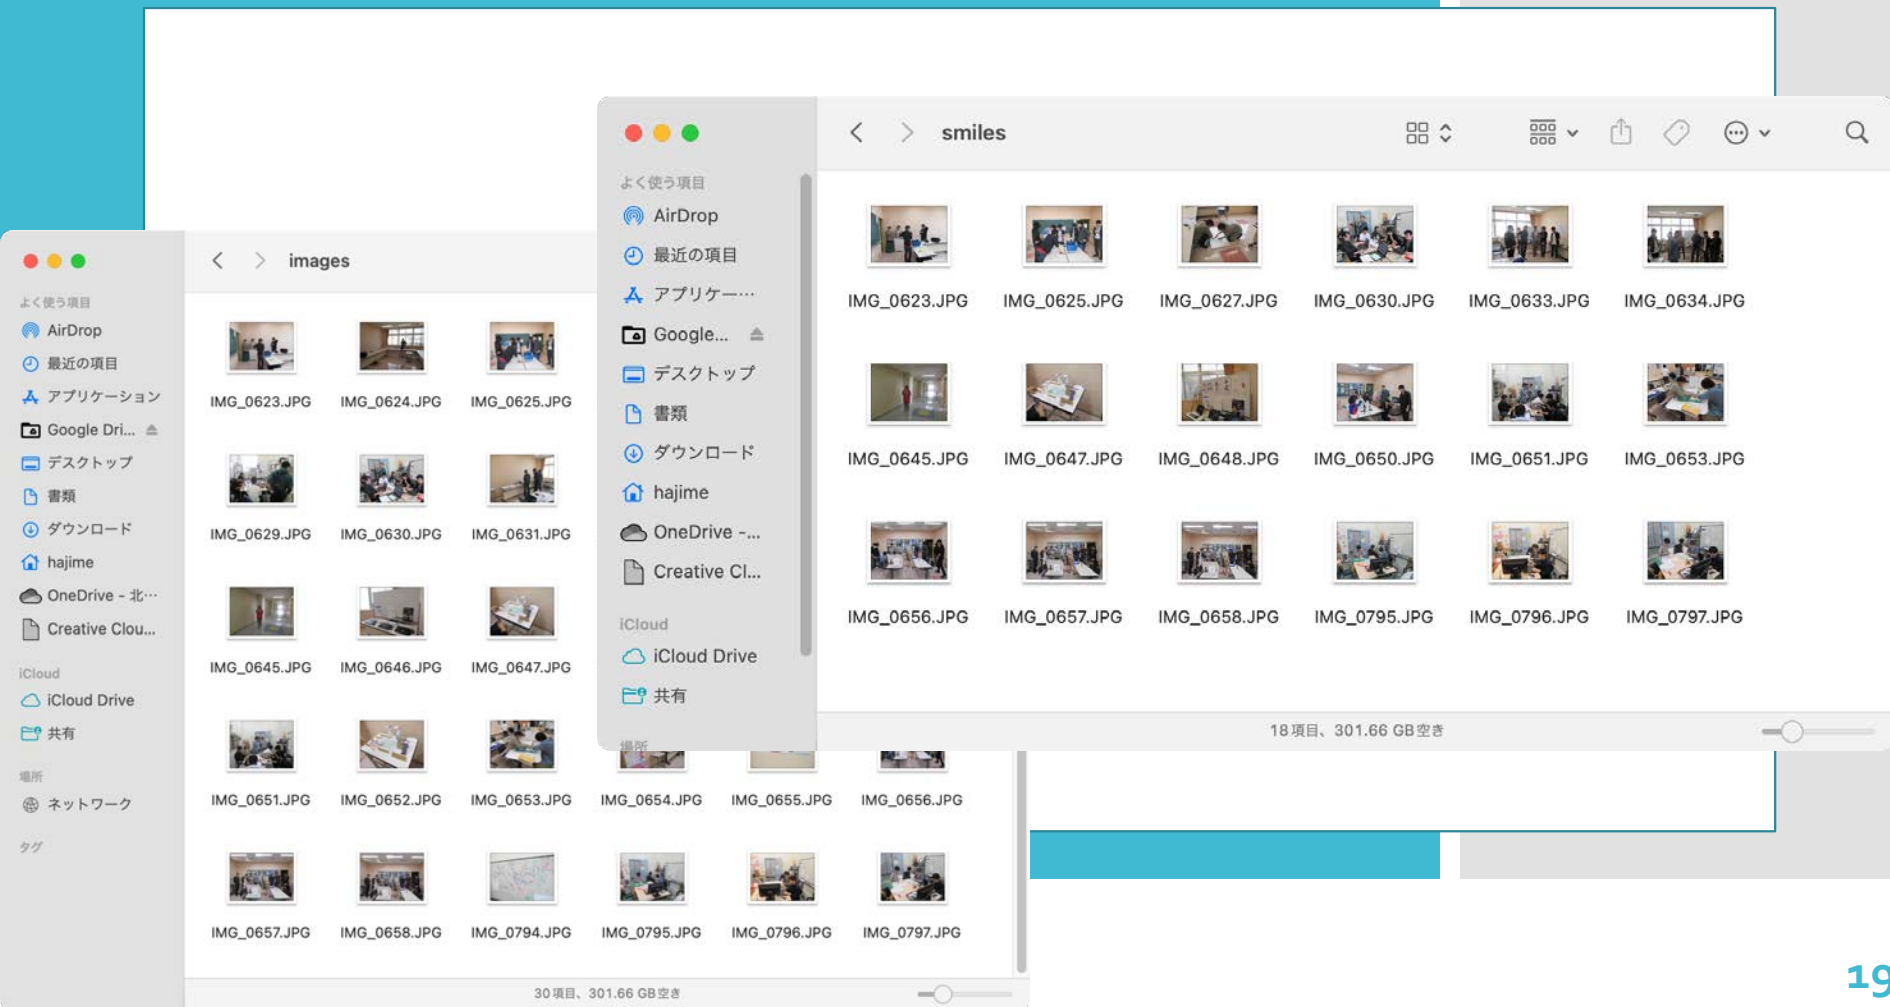 smiles
よく使う項目
AirDrop
最近の項目
アプリケー…
Google...
デスクトップ
書類
ダウンロード
hajime
OneDrive -...
Creative Cl...
iCloud
iCloud Drive
共有
場所
IMG_0623.JPG IMG_0625.JPG IMG_0627.JPG IMG_0630.JPG IMG_0633.JPG IMG_0634.JPG
IMG_0645.JPG IMG_0647.JPG IMG_0648.JPG IMG_0650.JPG IMG_0651.JPG IMG_0653.JPG
IMG_0656.JPG IMG_0657.JPG IMG_0658.JPG IMG_0795.JPG IMG_0796.JPG IMG_0797.JPG
18項目、301.66 GB空き
images
よく使う項目
AirDrop
最近の項目
アプリケーション
Google Dri...
デスクトップ
書類
ダウンロード
hajime
OneDrive - 北…
Creative Clou...
iCloud
iCloud Drive
共有
場所
ネットワーク
タグ
IMG_0623.JPG IMG_0624.JPG IMG_0625.JPG
IMG_0629.JPG IMG_0630.JPG IMG_0631.JPG
IMG_0645.JPG IMG_0646.JPG IMG_0647.JPG
IMG_0651.JPG IMG_0652.JPG IMG_0653.JPG IMG_0654.JPG IMG_0655.JPG IMG_0656.JPG
IMG_0657.JPG IMG_0658.JPG IMG_0794.JPG IMG_0795.JPG IMG_0796.JPG IMG_0797.JPG
30項目、301.66 GB空き
19